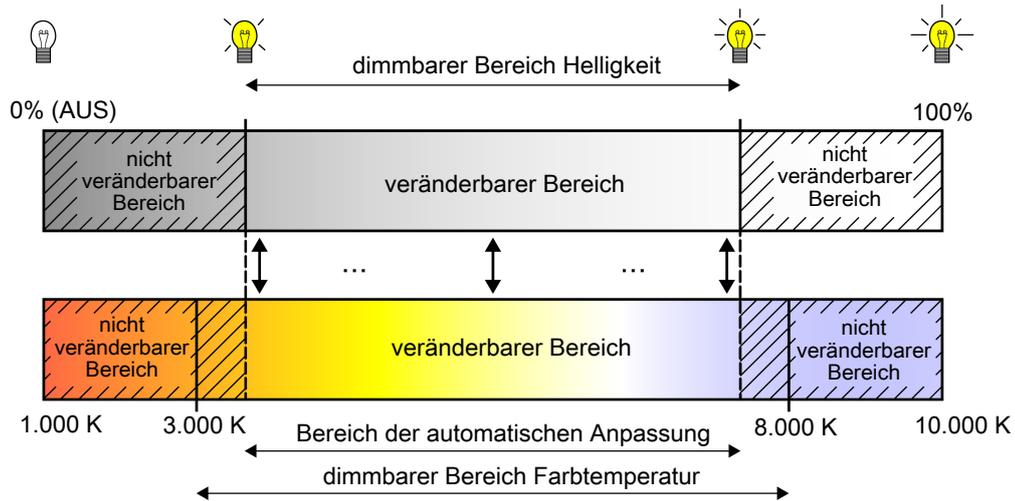 dimmbarer Bereich Helligkeit
0% (AUS)
100%
nicht
veränderbarer
Bereich
veränderbarer Bereich
nicht
veränderbarer
Bereich
...
...
nicht
veränderbarer
Bereich
veränderbarer Bereich
nicht
veränderbarer
Bereich
1.000 K
3.000 K
8.000 K
10.000 K
Bereich der automatischen Anpassung
dimmbarer Bereich Farbtemperatur